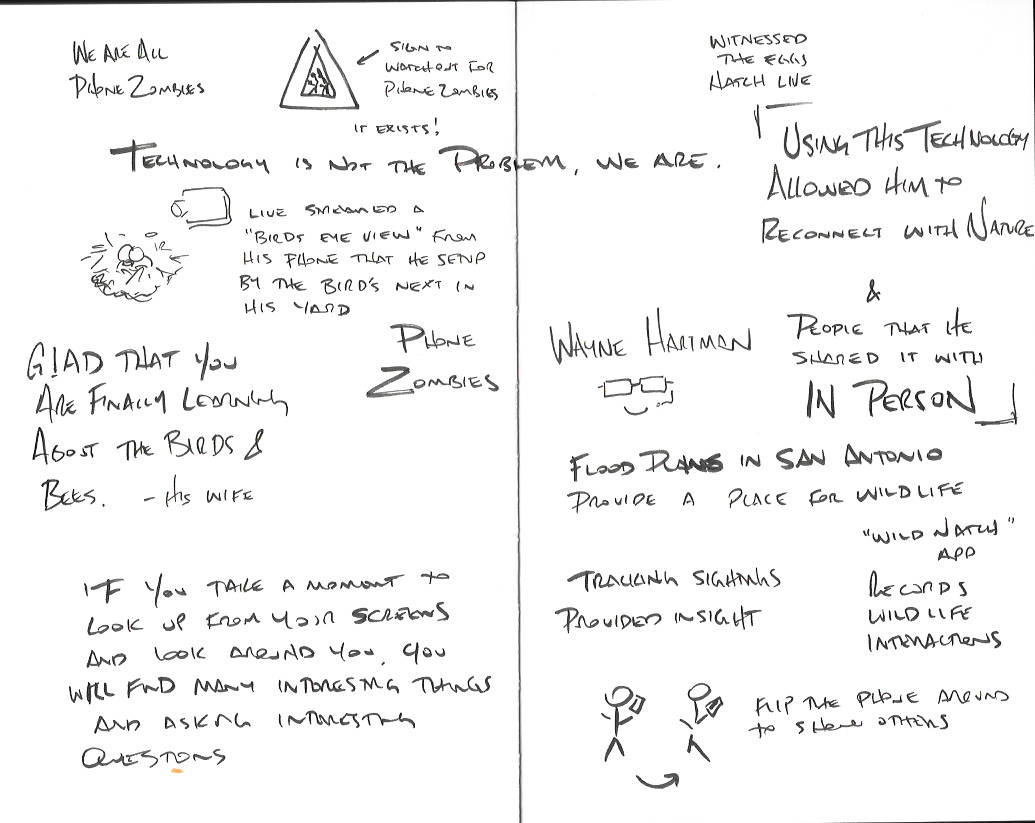 WE ARE ALL
PHONE ZOMBIES
SIGN TO
WATCH OUT FOR
PHONE ZOMBIES
IT EXISTS!
TECHNOLOGY IS NOT THE PROBLEM, WE ARE.
LIVE STREAMED A
"BIRDS EYE VIEW" FROM
HIS PHONE THAT HE SETUP
BY THE BIRD'S NEXT IN
HIS YARD
GLAD THAT YOU
ARE FINALLY LEARNING
ABOUT THE BIRDS &
BEES. - HIS WIFE
PHONE
ZOMBIES
IF YOU TAKE A MOMENT TO
LOOK UP FROM YOUR SCREENS
AND LOOK AROUND YOU, YOU
WILL FIND MANY INTERESTING THINGS
AND ASKING INTERESTING
QUESTIONS
WITNESSED
THE EGGS
HATCH LIVE
USING THIS TECHNOLOGY
ALLOWED HIM TO
RECONNECT WITH NATURE
&
PEOPLE THAT HE
SHARED IT WITH
IN PERSON
WAYNE HARTMAN
FLOOD PLAINS IN SAN ANTONIO
PROVIDE A PLACE FOR WILDLIFE
"WILD WATCH"
APP
RECORDS
WILDLIFE
INTERACTIONS
TRACKING SIGHTINGS
PROVIDED INSIGHT
FLIP THE PHONE AROUND
TO SHOW OTHERS